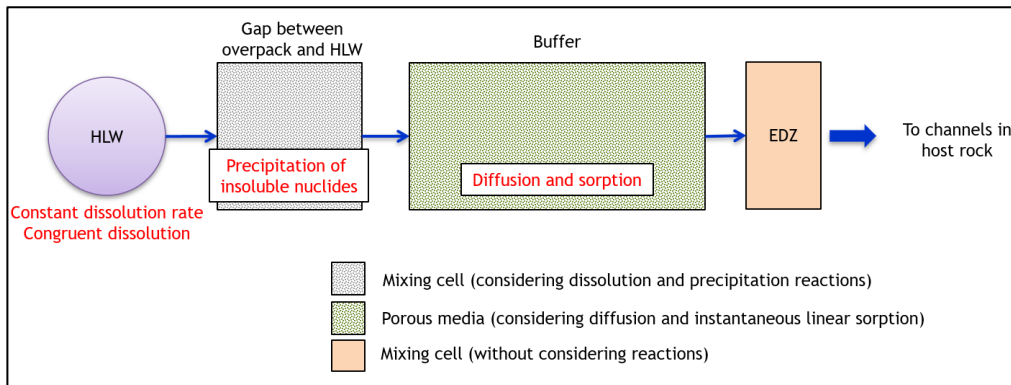 Gap between
overpack and HLW
Buffer
HLW
EDZ
To channels in
host rock
Precipitation of
insoluble nuclides
Diffusion and sorption
Constant dissolution rate
Congruent dissolution
Mixing cell (considering dissolution and precipitation reactions)
Porous media (considering diffusion and instantaneous linear sorption)
Mixing cell (without considering reactions)